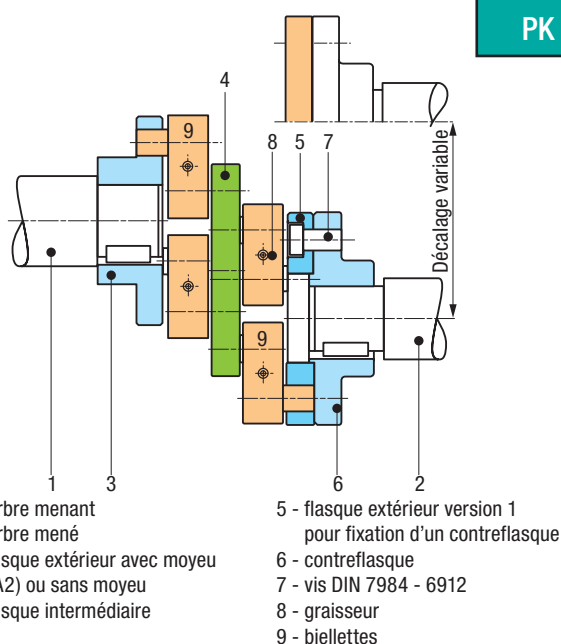 PK
4
9
8
5
7
Décalage variable
9
1
3
6
2
rbre menant
rbre mené
sque extérieur avec moyeu
A2) ou sans moyeu
sque intermédiaire
5 - flasque extérieur version 1
pour fixation d'un contreflasque
6 - contreflasque
7 - vis DIN 7984 - 6912
8 - graisseur
9 - biellettes